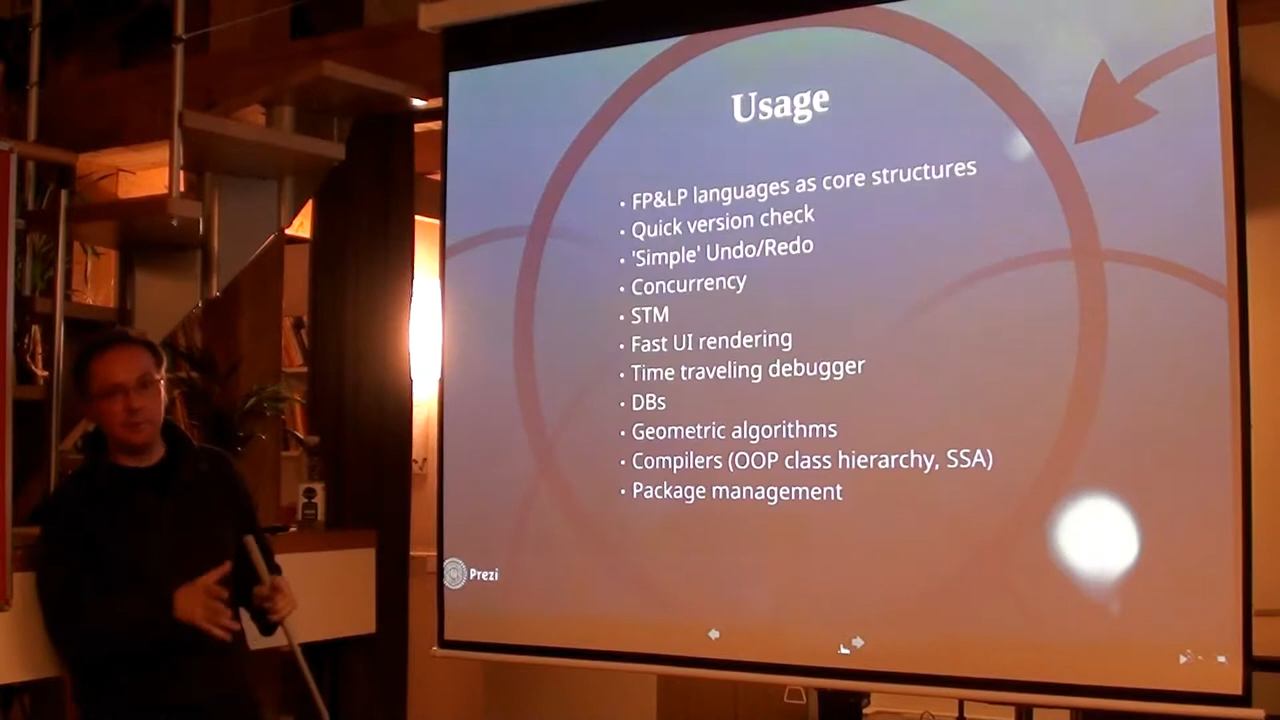 Usage
• FP&LP languages as core structures
• Quick version check
• 'Simple' Undo/Redo
• Concurrency
• STM
• Fast UI rendering
• Time traveling debugger
• DBs
• Geometric algorithms
• Compilers (OOP class hierarchy, SSA)
• Package management
Prezi